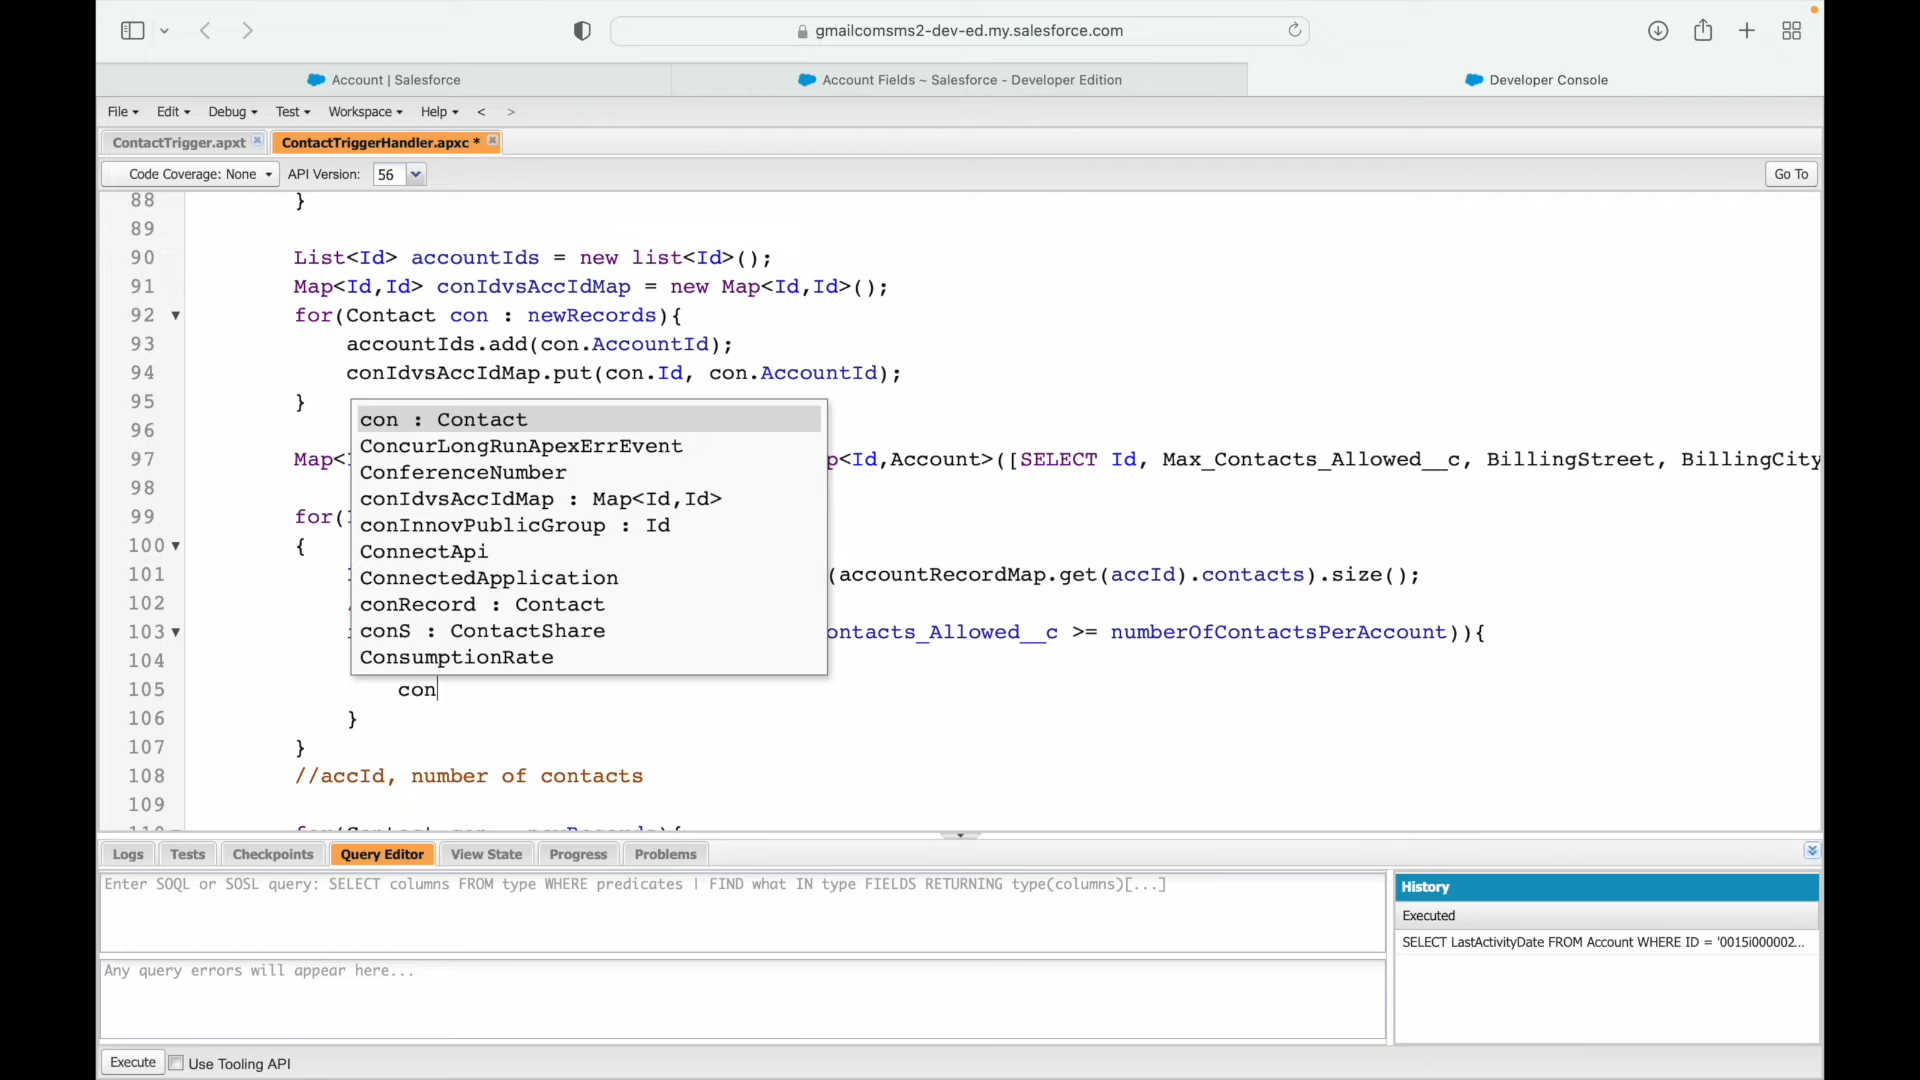 gmailcomsms2-dev-ed.my.salesforce.com
Account | Salesforce
Account Fields ~ Salesforce - Developer Edition
Developer Console
File Edit Debug Test Workspace Help < >
ContactTrigger.apxt
ContactTriggerHandler.apxc *
Code Coverage: None API Version: 56
Go To
88 }
89
90 List<Id> accountIds = new list<Id>();
91 Map<Id,Id> conIdvsAccIdMap = new Map<Id,Id>();
92 for(Contact con : newRecords){
93 accountIds.add(con.AccountId);
94 conIdvsAccIdMap.put(con.Id, con.AccountId);
95 }
96
97 Map< p<Id,Account>([SELECT Id, Max_Contacts_Allowed__c, BillingStreet, BillingCity
98
99 for(
100 {
101 (accountRecordMap.get(accId).contacts).size();
102
103 ontacts_Allowed__c >= numberOfContactsPerAccount)){
104
105 con
106 }
107 }
108 //accId, number of contacts
109
con : Contact
ConcurLongRunApexErrEvent
ConferenceNumber
conIdvsAccIdMap : Map<Id,Id>
conInnovPublicGroup : Id
ConnectApi
ConnectedApplication
conRecord : Contact
conS : ContactShare
ConsumptionRate
Logs Tests Checkpoints Query Editor View State Progress Problems
Enter SOQL or SOSL query: SELECT columns FROM type WHERE predicates | FIND what IN type FIELDS RETURNING type(columns)[...]
Any query errors will appear here...
History
Executed
SELECT LastActivityDate FROM Account WHERE ID = '0015i000002...
Execute Use Tooling API